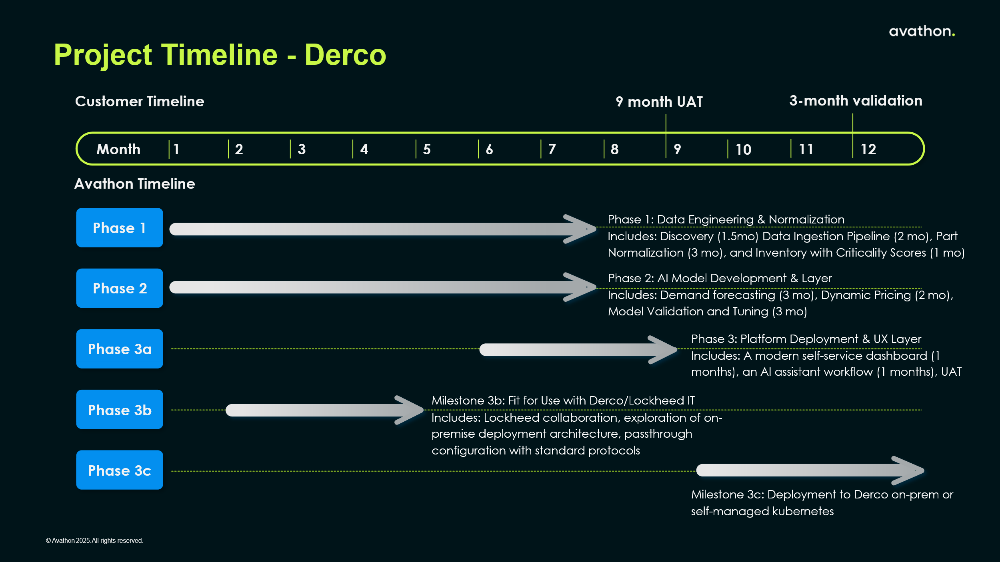 avathon.
Project Timeline - Derco
Customer Timeline
9 month UAT
3-month validation
Month 1 2 3 4 5 6 7 8 9 10 11 12
Avathon Timeline
Phase 1
Phase 1: Data Engineering & Normalization
Includes: Discovery (1.5mo) Data Ingestion Pipeline (2 mo), Part
Normalization (3 mo), and Inventory with Criticality Scores (1 mo)
Phase 2
Phase 2: AI Model Development & Layer
Includes: Demand forecasting (3 mo), Dynamic Pricing (2 mo),
Model Validation and Tuning (3 mo)
Phase 3a
Phase 3: Platform Deployment & UX Layer
Includes: A modern self-service dashboard (1
months), an AI assistant workflow (1 months), UAT
Phase 3b
Milestone 3b: Fit for Use with Derco/Lockheed IT
Includes: Lockheed collaboration, exploration of on-
premise deployment architecture, passthrough
configuration with standard protocols
Phase 3c
Milestone 3c: Deployment to Derco on-prem or
self-managed kubernetes
© Avathon 2025. All rights reserved.